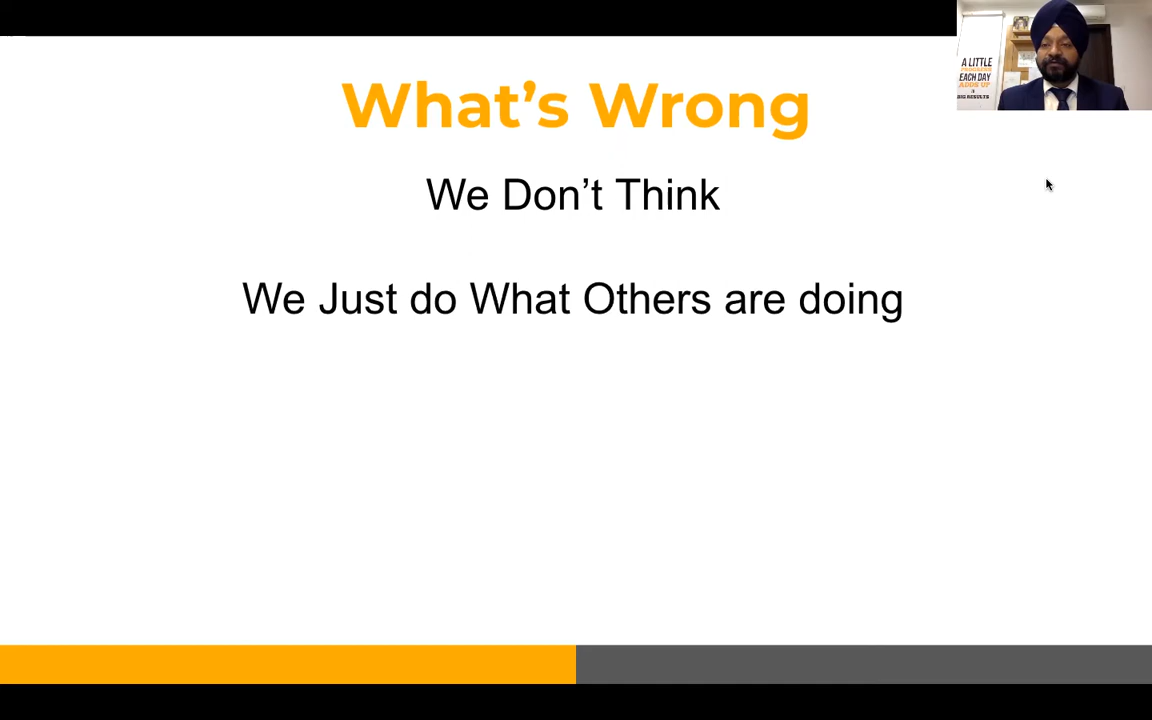 What’s Wrong
We Don’t Think
We Just do What Others are doing
A LITTLE
PROGRESS
EACH DAY
ADDS UP
BIG RESULTS